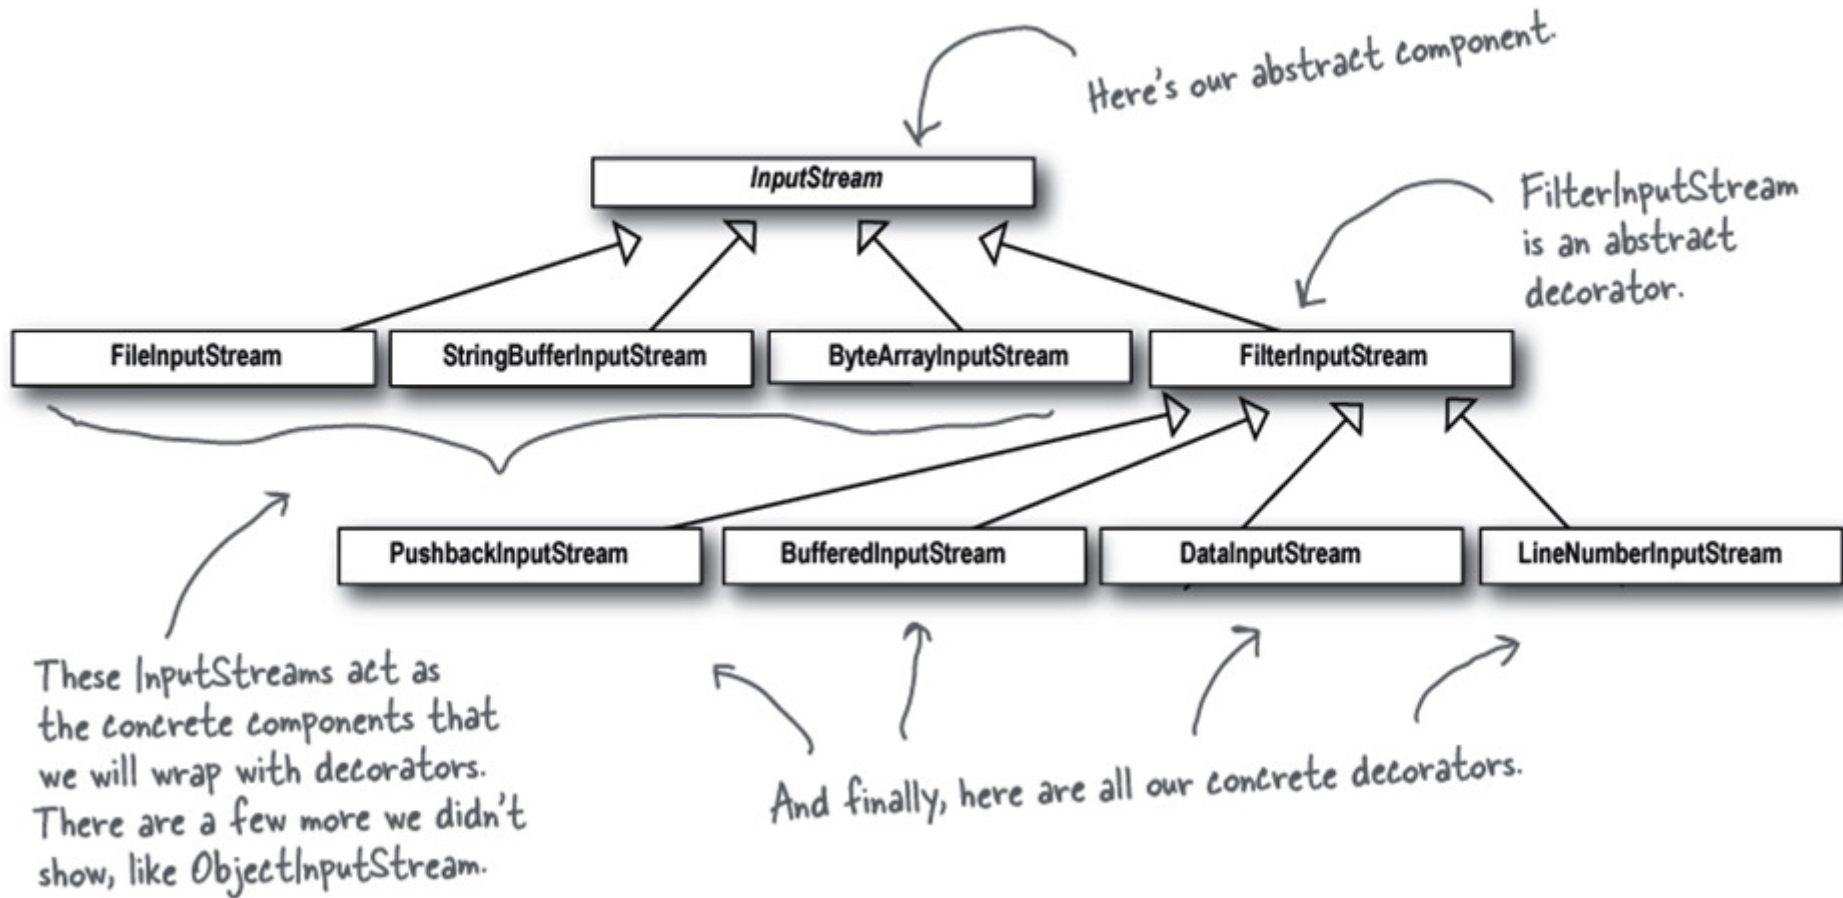 Here's our abstract component.
InputStream
FilterInputStream
is an abstract
decorator.
FileInputStream
StringBufferInputStream
ByteArrayInputStream
FilterInputStream
PushbackInputStream
BufferedInputStream
DataInputStream
LineNumberInputStream
These InputStreams act as
the concrete components that
we will wrap with decorators.
There are a few more we didn't
show, like ObjectInputStream.
And finally, here are all our concrete decorators.